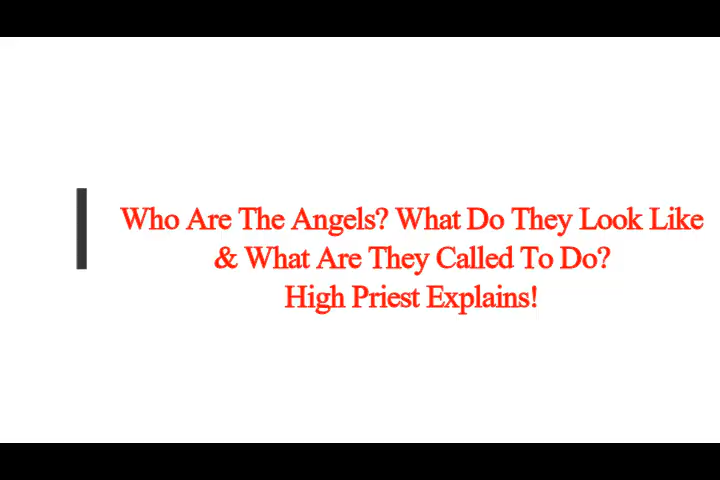 Who Are The Angels? What Do They Look Like
& What Are They Called To Do?
High Priest Explains!